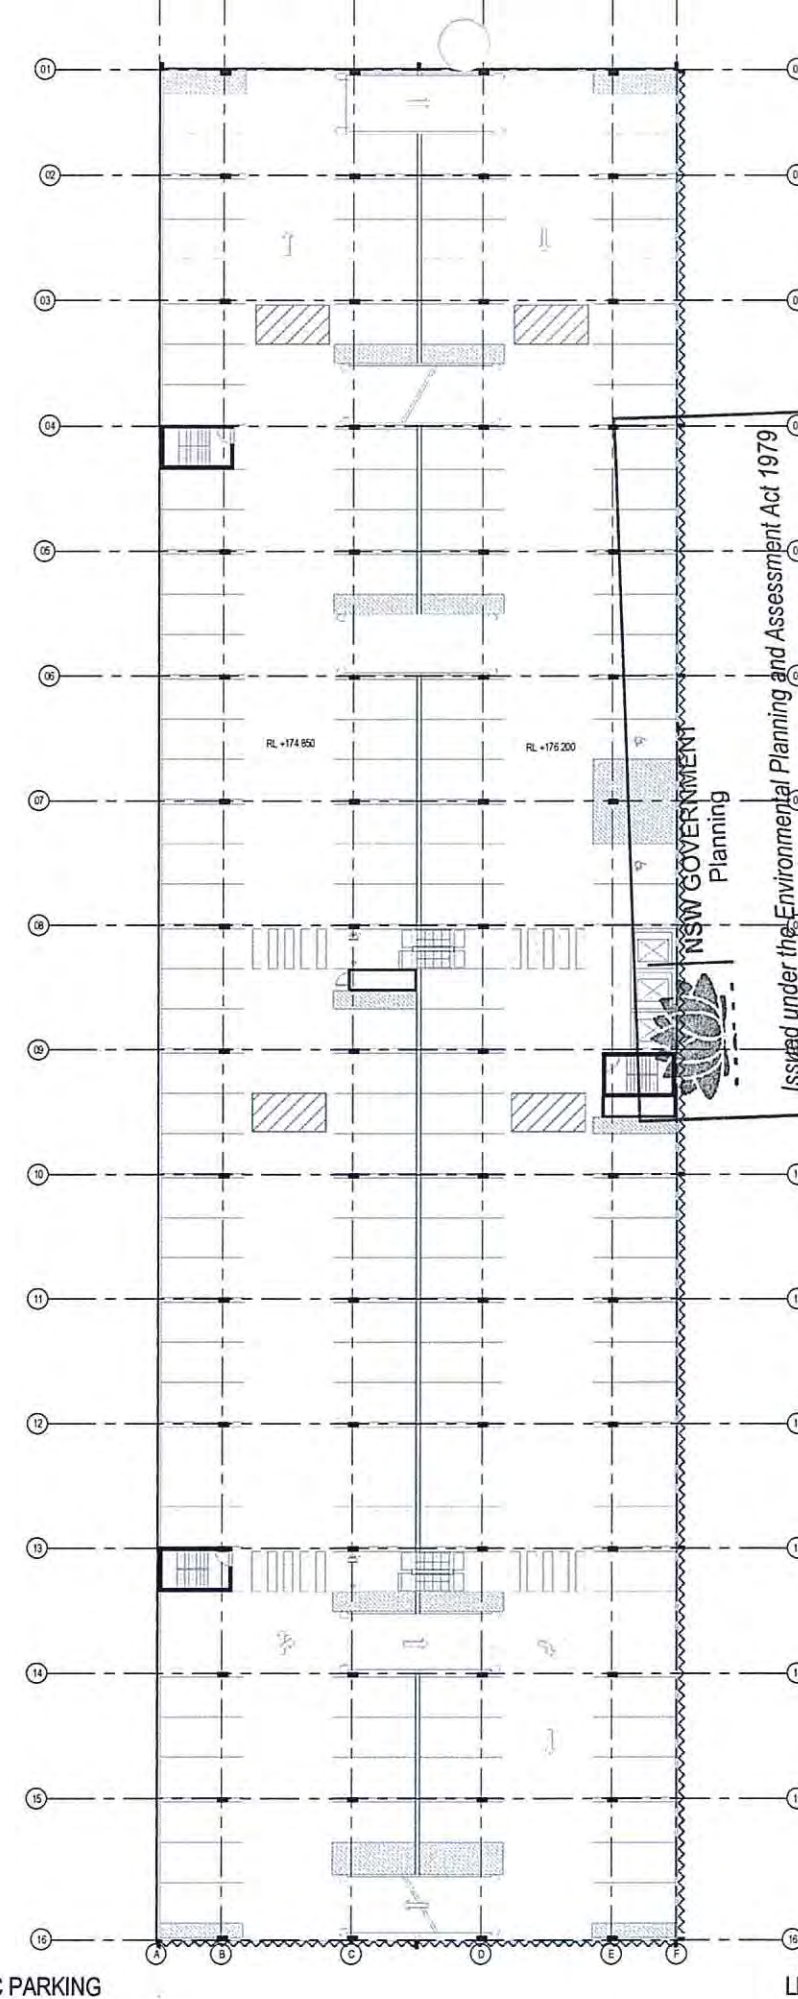 01
02
03
04
05
06
RL +174 850
RL +176 200
07
08
09
10
11
12
13
14
15
16
16
A
B
C
D
E
F
NSW GOVERNMENT
Planning
Issued under the Environmental Planning and Assessment Act 1979
PARKING